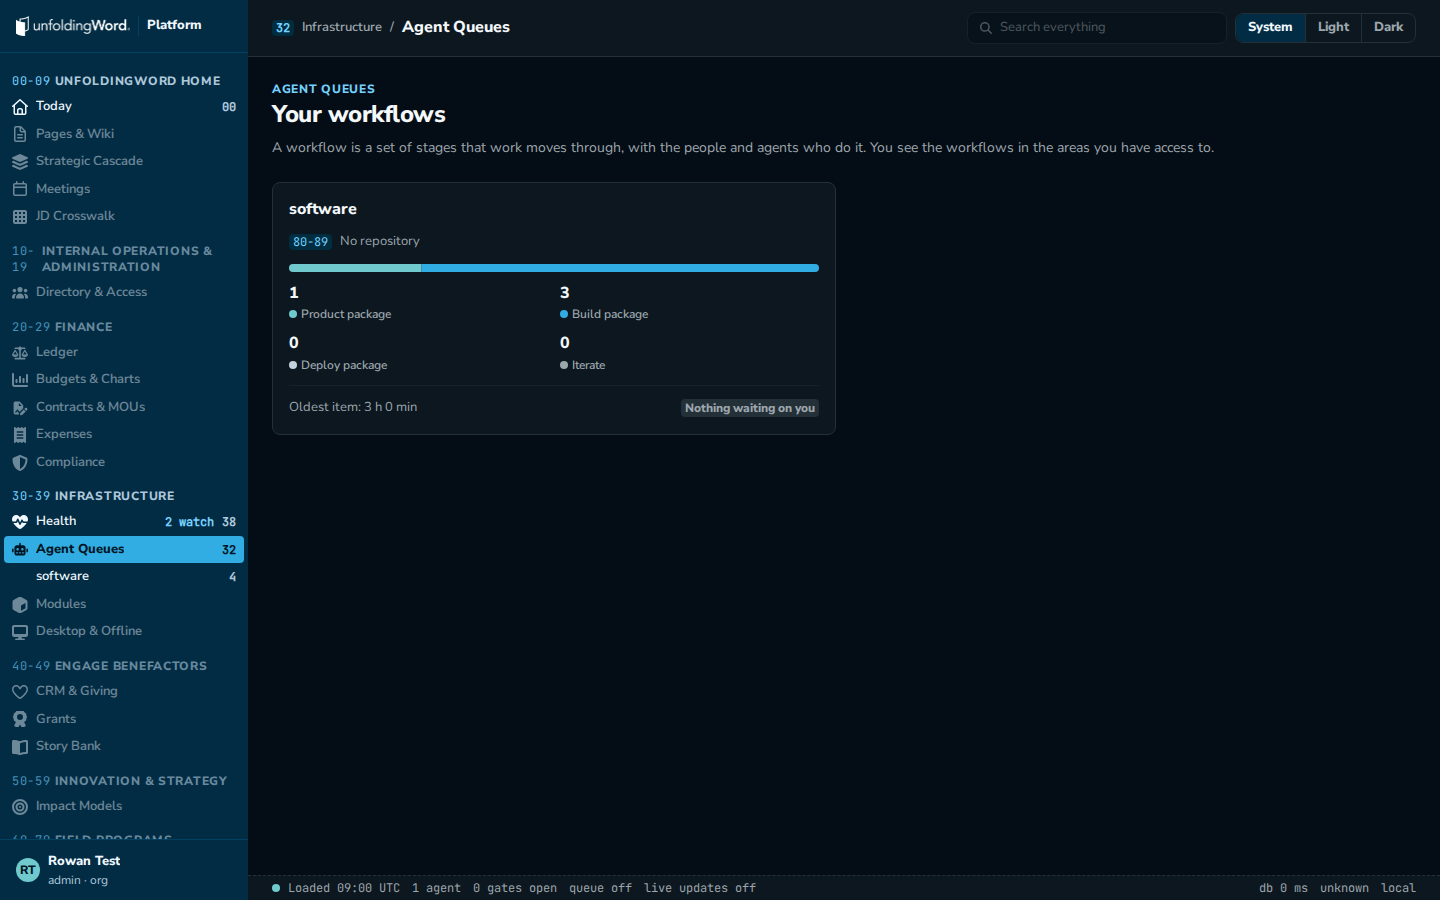 unfoldingWord. Platform
00-09 UNFOLDINGWORD HOME
Today 00
Pages & Wiki
Strategic Cascade
Meetings
JD Crosswalk
10-19 INTERNAL OPERATIONS & ADMINISTRATION
Directory & Access
20-29 FINANCE
Ledger
Budgets & Charts
Contracts & MOUs
Expenses
Compliance
30-39 INFRASTRUCTURE
Health 2 watch 38
Agent Queues 32
software 4
Modules
Desktop & Offline
40-49 ENGAGE BENEFACTORS
CRM & Giving
Grants
Story Bank
50-59 INNOVATION & STRATEGY
Impact Models
RT Rowan Test
admin · org
32 Infrastructure / Agent Queues
Search everything
System Light Dark
AGENT QUEUES
Your workflows
A workflow is a set of stages that work moves through, with the people and agents who do it. You see the workflows in the areas you have access to.
software
80-89 No repository
1 3
Product package Build package
0 0
Deploy package Iterate
Oldest item: 3 h 0 min Nothing waiting on you
Loaded 09:00 UTC 1 agent 0 gates open queue off live updates off db 0 ms unknown local